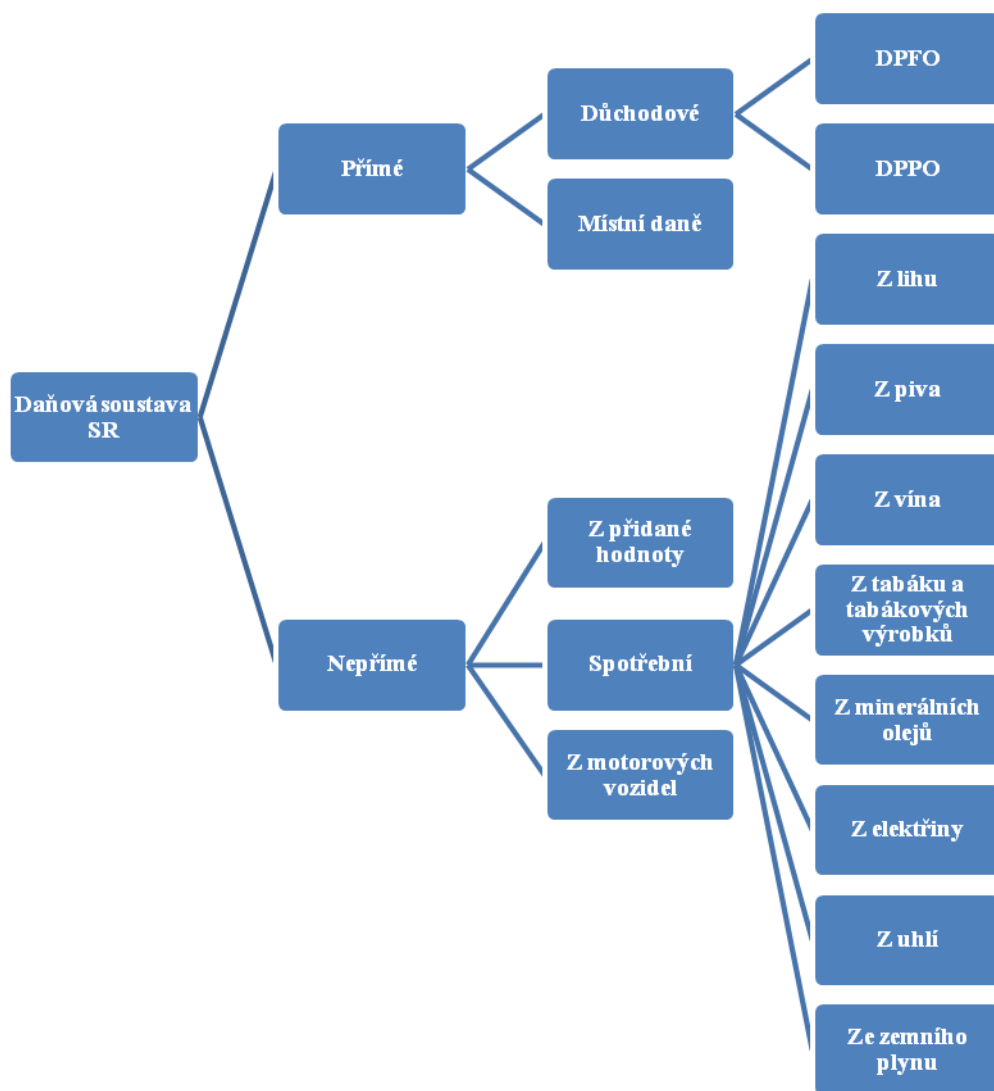 Daňová soustava
SR
Přímé
Důchodové
DPFO
DPPO
Místní daně
Nepřímé
Z přidané
hodnoty
Spotřební
Z lihu
Z piva
Z vína
Z tabáku a
tabákových
výrobků
Z minerálních
olejů
Z elektřiny
Z uhlí
Ze zemního
plynu
Z motorových
vozidel